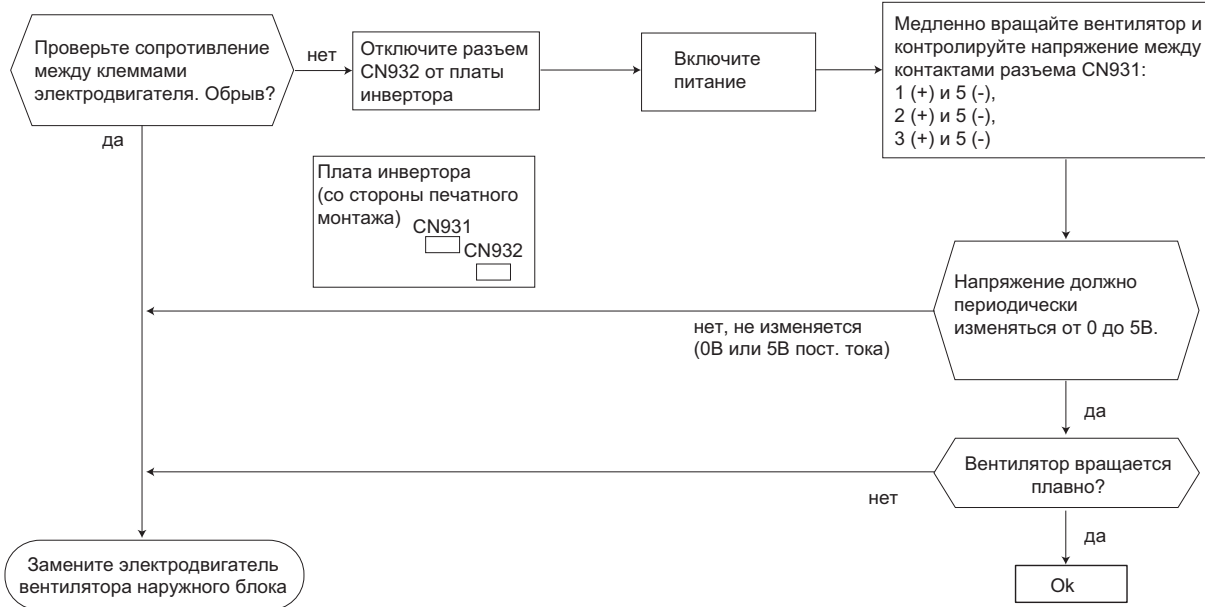 Проверьте сопротивление
между клеммами
электродвигателя. Обрыв?
нет
Отключите разъем
CN932 от платы
инвертора
Включите
питание
Медленно вращайте вентилятор и
контролируйте напряжение между
контактами разъема CN931:
1 (+) и 5 (-),
2 (+) и 5 (-),
3 (+) и 5 (-)
да
Плата инвертора
(со стороны печатного
монтажа)
CN931
CN932
Напряжение должно
периодически
изменяться от 0 до 5В.
нет, не изменяется
(0В или 5В пост. тока)
да
Вентилятор вращается
плавно?
нет
да
Замените электродвигатель
вентилятора наружного блока
Ok